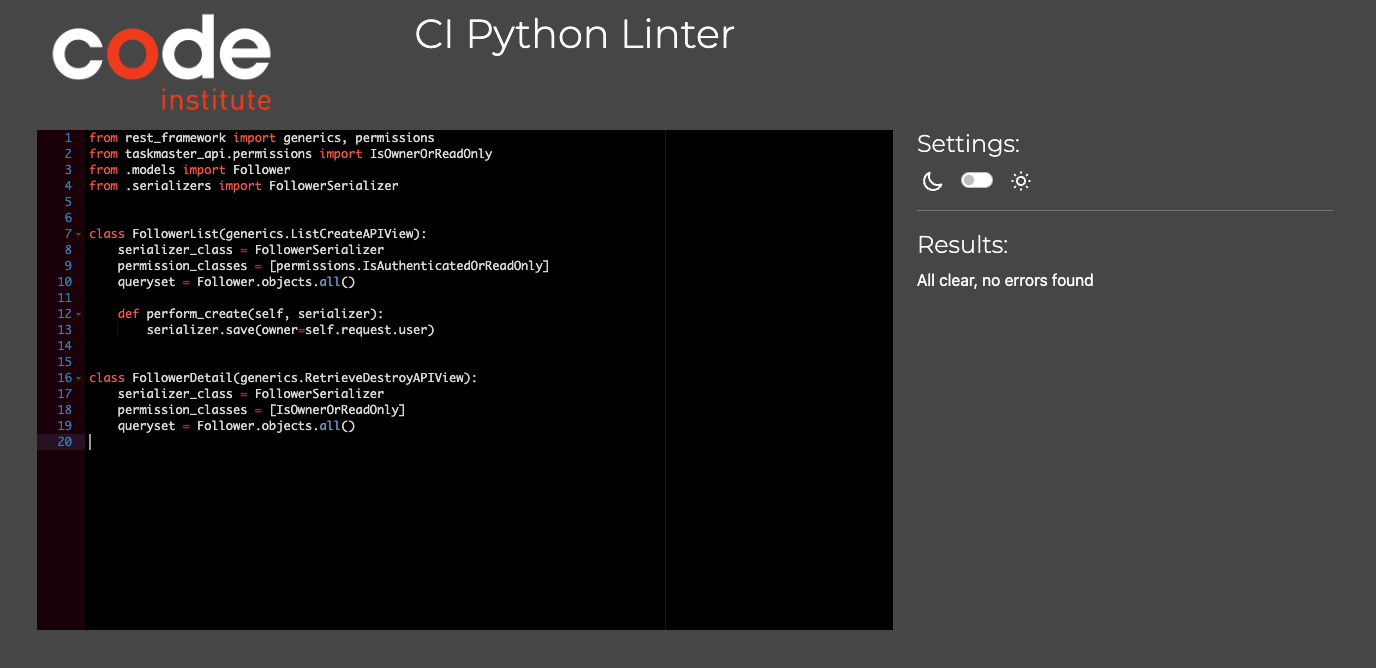 code
institute
CI Python Linter
1 from rest_framework import generics, permissions
2 from taskmaster_api.permissions import IsOwnerOrReadOnly
3 from .models import Follower
4 from .serializers import FollowerSerializer
5
6
7 class FollowerList(generics.ListCreateAPIView):
8     serializer_class = FollowerSerializer
9     permission_classes = [permissions.IsAuthenticatedOrReadOnly]
10     queryset = Follower.objects.all()
11
12     def perform_create(self, serializer):
13         serializer.save(owner=self.request.user)
14
15
16 class FollowerDetail(generics.RetrieveDestroyAPIView):
17     serializer_class = FollowerSerializer
18     permission_classes = [IsOwnerOrReadOnly]
19     queryset = Follower.objects.all()
20
Settings:
Results:
All clear, no errors found